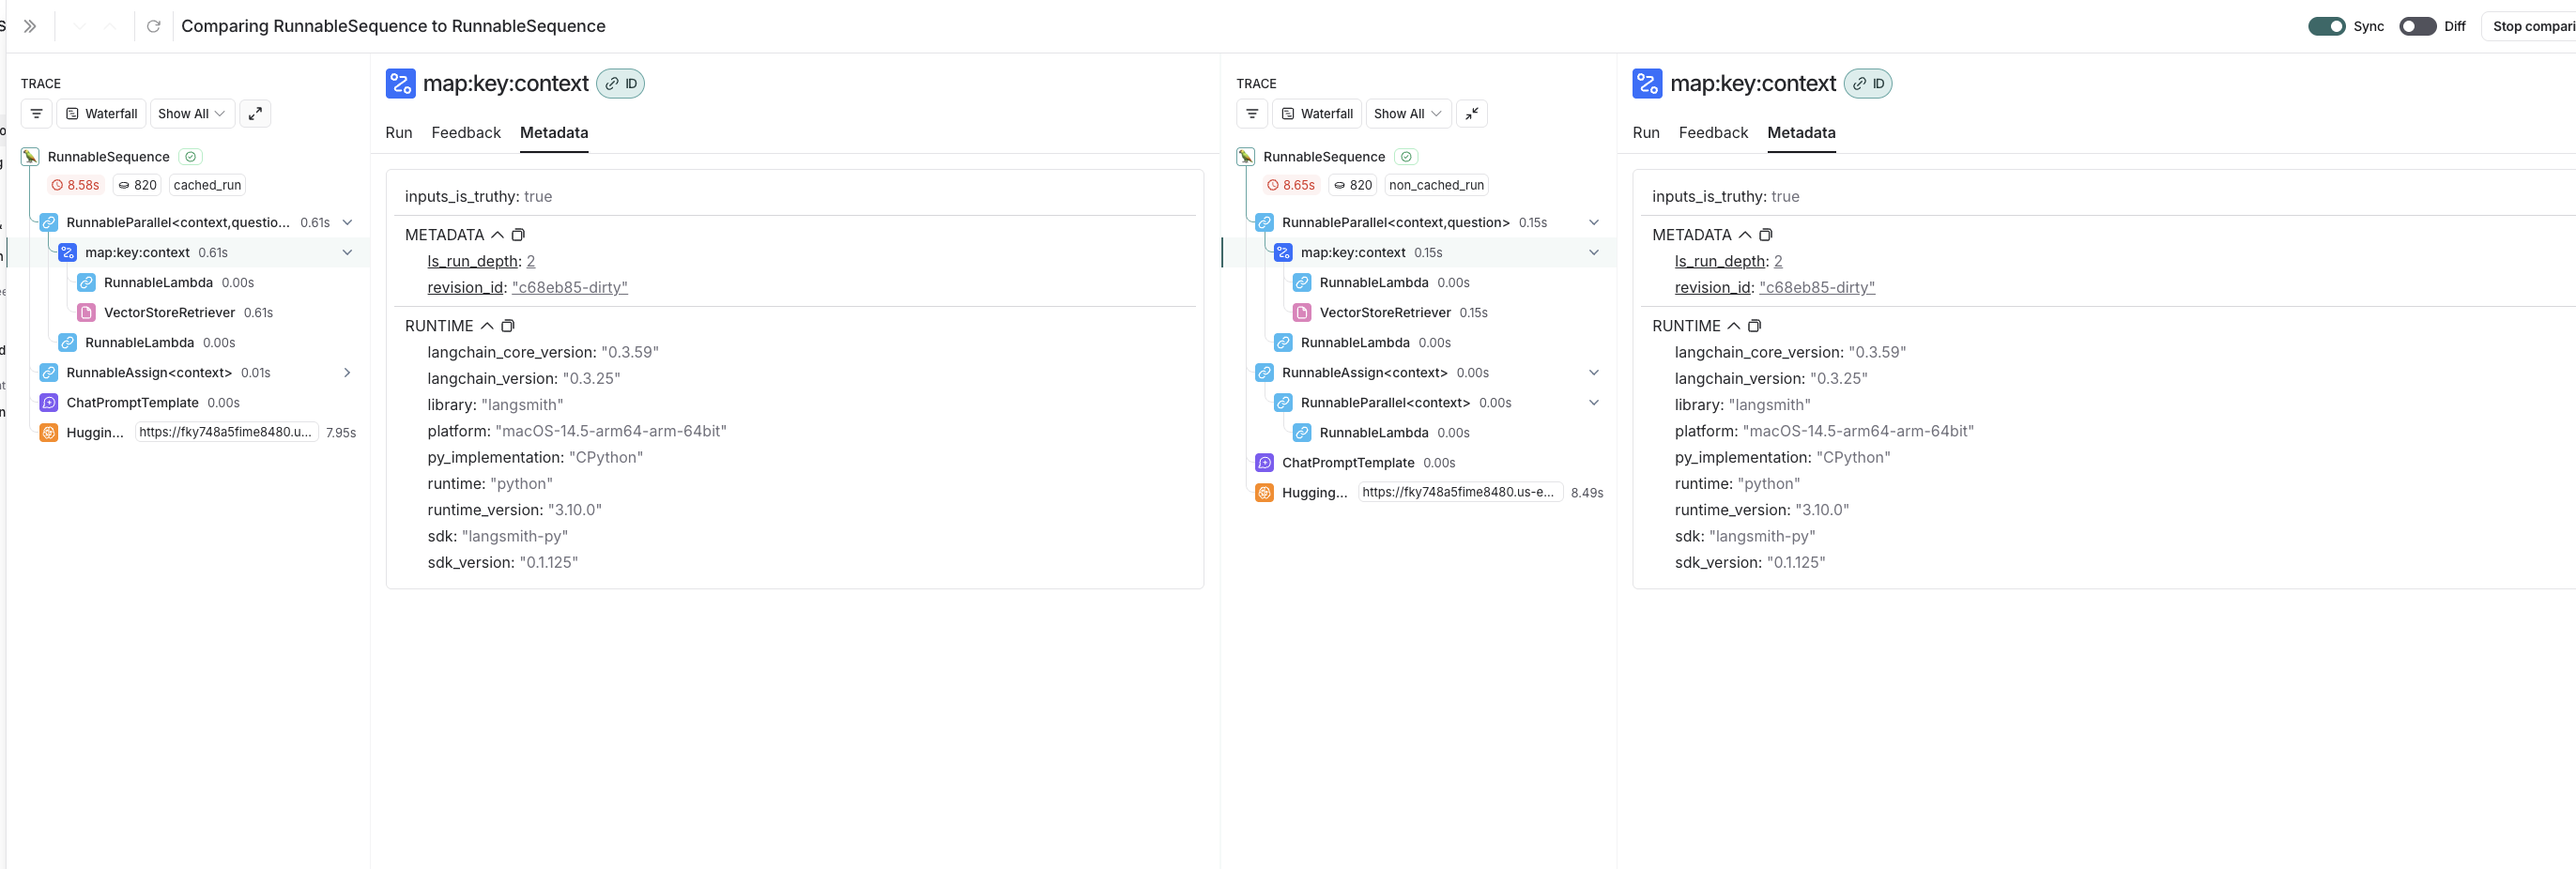 Comparing RunnableSequence to RunnableSequence
Sync
Diff
Stop compari
TRACE
Waterfall
Show All
RunnableSequence
8.58s
820
cached_run
RunnableParallel<context,questio... 0.61s
map:key:context 0.61s
RunnableLambda 0.00s
VectorStoreRetriever 0.61s
RunnableLambda 0.00s
RunnableAssign<context> 0.01s
ChatPromptTemplate 0.00s
Huggin... https://fky748a5fime8480.u... 7.95s
map:key:context
ID
Run Feedback Metadata
inputs_is_truthy: true
METADATA
ls_run_depth: 2
revision_id: "c68eb85-dirty"
RUNTIME
langchain_core_version: "0.3.59"
langchain_version: "0.3.25"
library: "langsmith"
platform: "macOS-14.5-arm64-arm-64bit"
py_implementation: "CPython"
runtime: "python"
runtime_version: "3.10.0"
sdk: "langsmith-py"
sdk_version: "0.1.125"
TRACE
Waterfall
Show All
RunnableSequence
8.65s
820
non_cached_run
RunnableParallel<context,question> 0.15s
map:key:context 0.15s
RunnableLambda 0.00s
VectorStoreRetriever 0.15s
RunnableLambda 0.00s
RunnableAssign<context> 0.00s
RunnableParallel<context> 0.00s
RunnableLambda 0.00s
ChatPromptTemplate 0.00s
Hugging... https://fky748a5fime8480.us-e... 8.49s
map:key:context
ID
Run Feedback Metadata
inputs_is_truthy: true
METADATA
ls_run_depth: 2
revision_id: "c68eb85-dirty"
RUNTIME
langchain_core_version: "0.3.59"
langchain_version: "0.3.25"
library: "langsmith"
platform: "macOS-14.5-arm64-arm-64bit"
py_implementation: "CPython"
runtime: "python"
runtime_version: "3.10.0"
sdk: "langsmith-py"
sdk_version: "0.1.125"